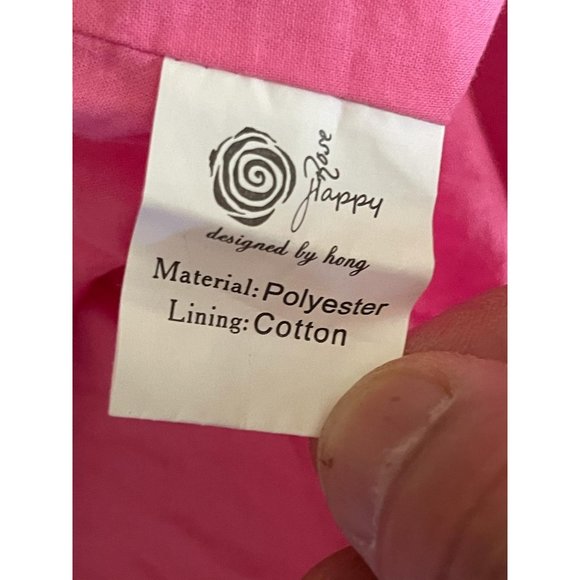 Rose
Happy
designed by hong
Material: Polyester
Lining: Cotton